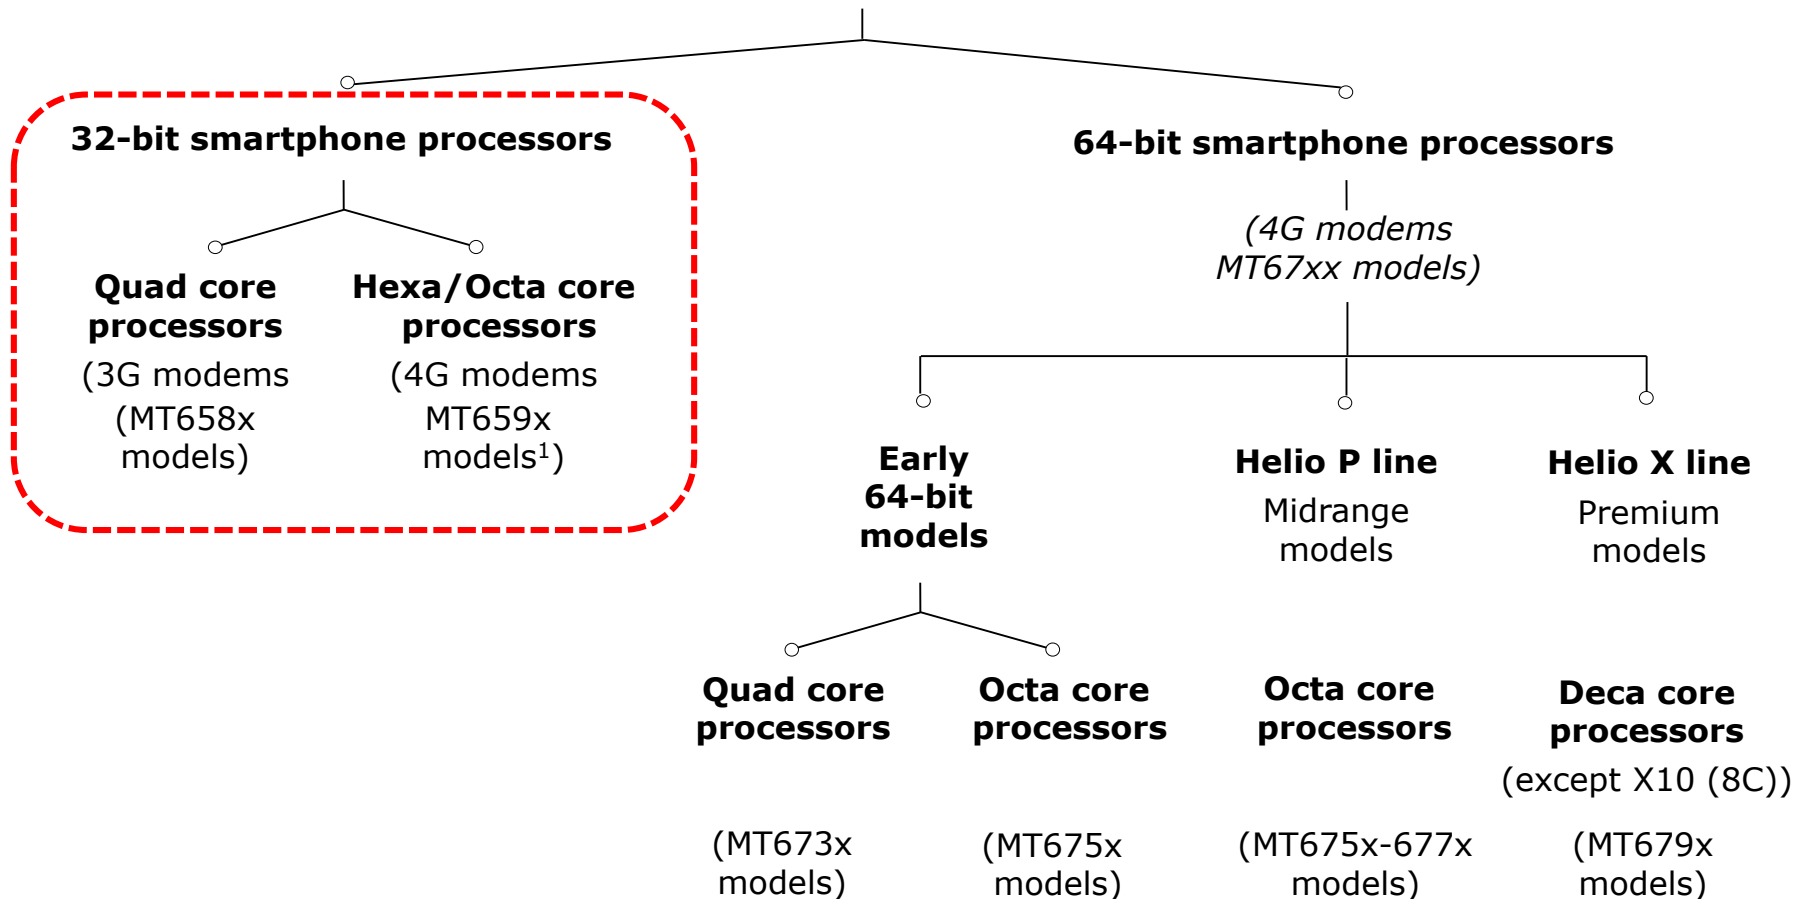 32-bit smartphone processors
64-bit smartphone processors
(4G modems
MT67xx models)
Quad core
processors
(3G modems
(MT658x
models)
Hexa/Octa core
processors
(4G modems
MT659x
models¹)
Early
64-bit
models
Helio P line
Midrange
models
Helio X line
Premium
models
Quad core
processors
(MT673x
models)
Octa core
processors
(MT675x
models)
Octa core
processors
(MT675x-677x
models)
Deca core
processors
(except X10 (8C))
(MT679x
models)